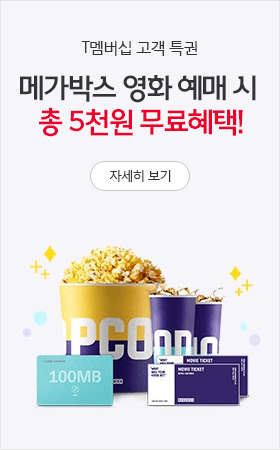 T멤버십 고객 특권
메가박스 영화 예매 시
총 5천원 무료혜택!
자세히 보기
PCO
100MB
MOVIE TICKET
MOVIE TICKET